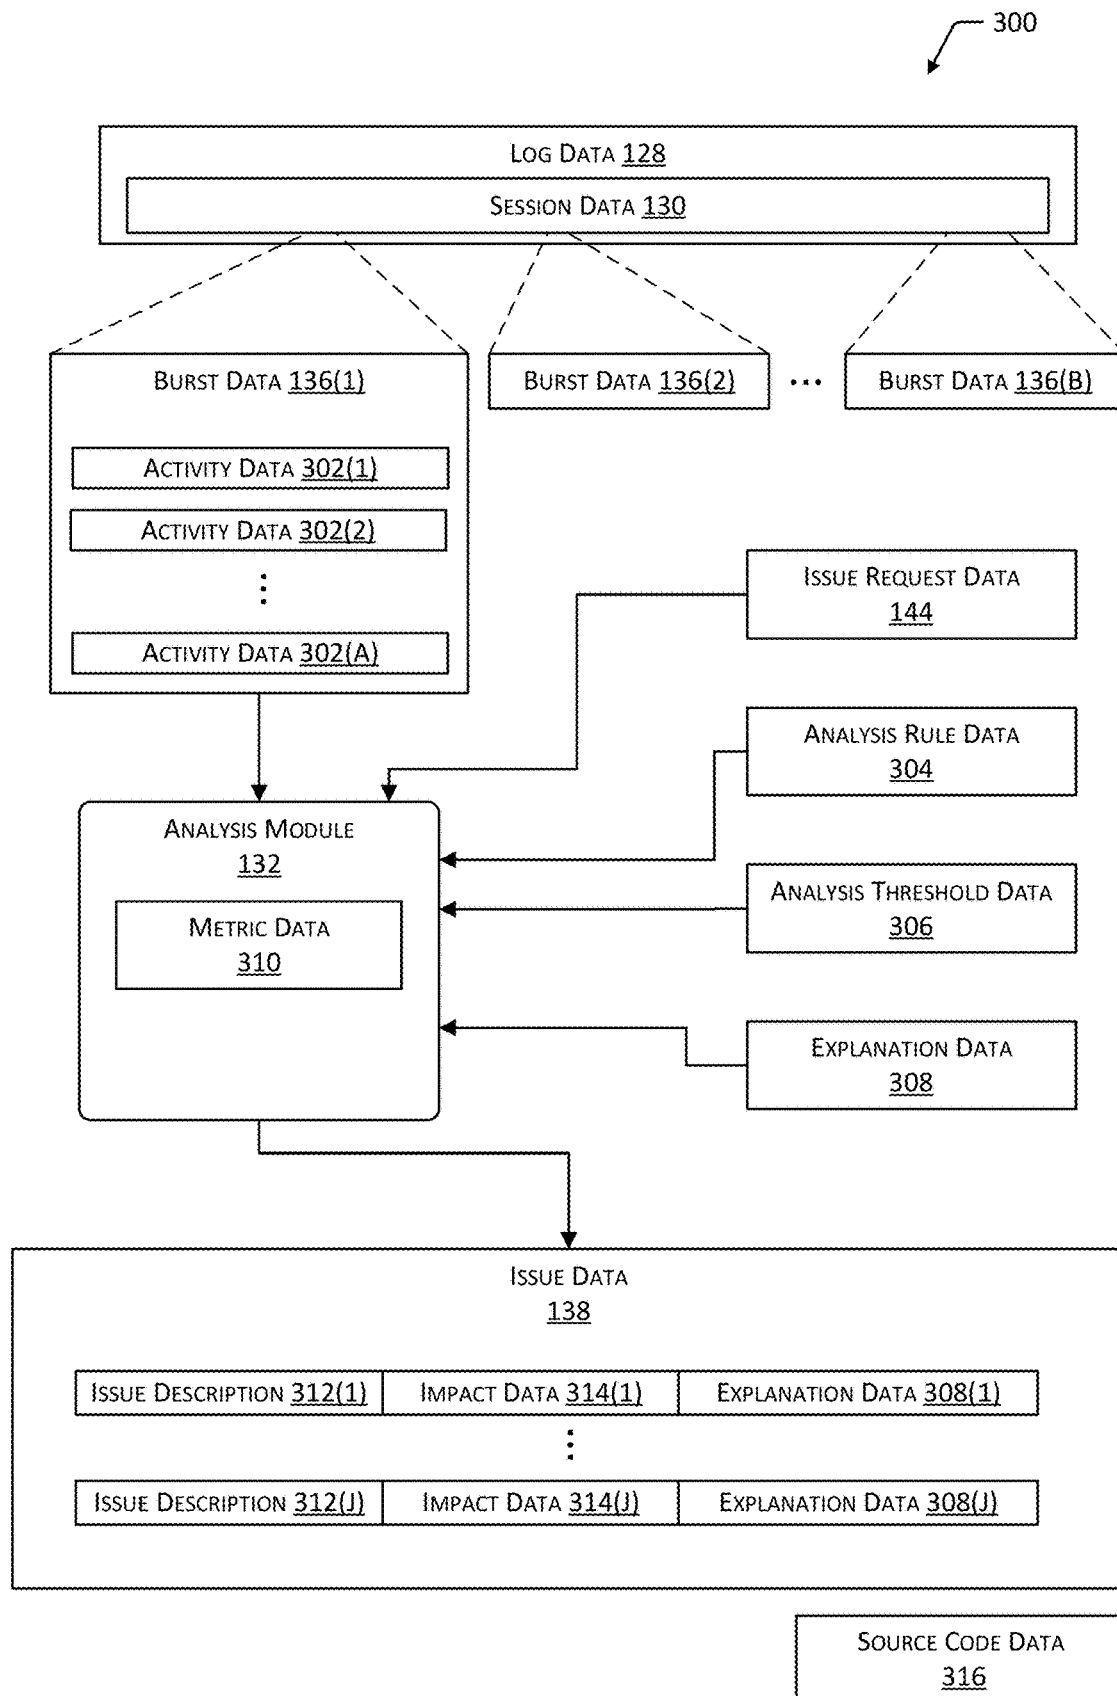 300
LOG DATA 128
SESSION DATA 130
BURST DATA 136(1)
BURST DATA 136(2)
...
BURST DATA 136(B)
ACTIVITY DATA 302(1)
ACTIVITY DATA 302(2)
ACTIVITY DATA 302(A)
ISSUE REQUEST DATA
144
ANALYSIS RULE DATA
304
ANALYSIS MODULE
132
METRIC DATA
310
ANALYSIS THRESHOLD DATA
306
EXPLANATION DATA
308
ISSUE DATA
138
ISSUE DESCRIPTION 312(1) IMPACT DATA 314(1) EXPLANATION DATA 308(1)
ISSUE DESCRIPTION 312(J) IMPACT DATA 314(J) EXPLANATION DATA 308(J)
SOURCE CODE DATA
316